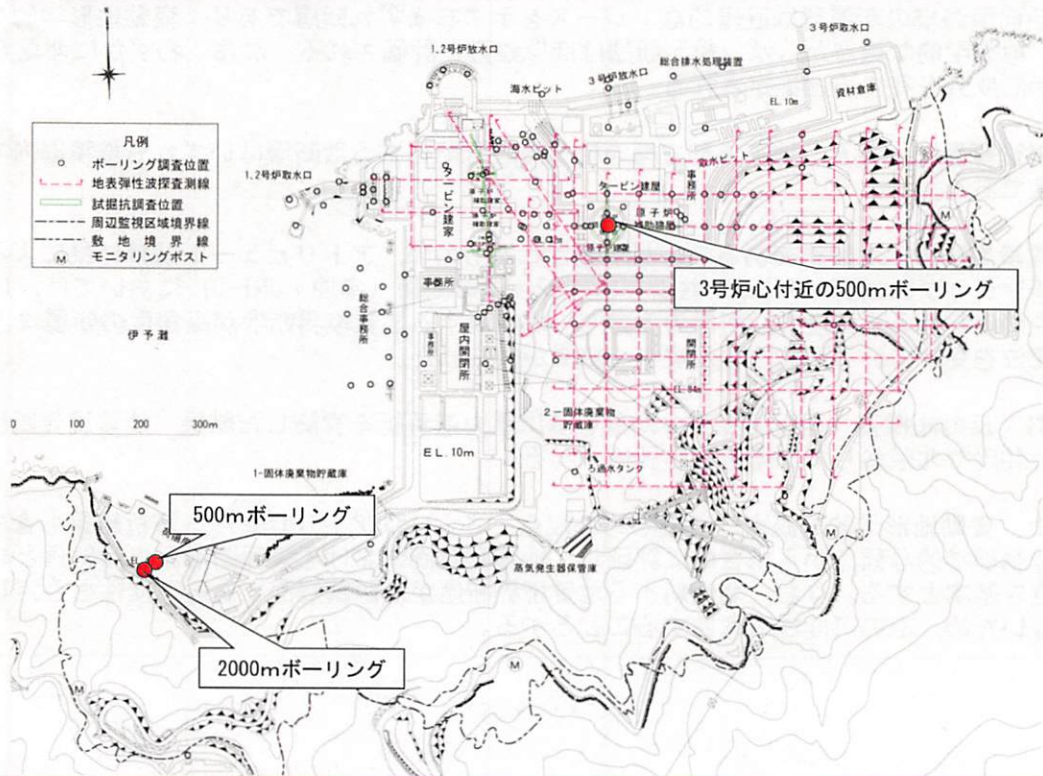 3号炉取水口
1,2号炉放水口
総合排水処理装置
3号炉放水口
海水ピット
資材倉庫
EL.10m
凡例
ボーリング調査位置
地表弾性波探査測線
試掘坑調査位置
周辺監視区域境界線
敷地境界線
M モニタリングポスト
1,2号炉取水口
タービン建家
取水ピット
事務所
タービン建屋
原子炉
補助建屋
M
3号炉心付近の500mボーリング
事務所
総合事務所
伊予灘
屋内開閉所
事務所
開閉所
EL.84m
2-固体廃棄物
貯蔵庫
0 100 200 300m
EL.10m
ろ過水タンク
1-固体廃棄物貯蔵庫
500mボーリング
M
蒸気発生器保管庫
2000mボーリング
M
M
M